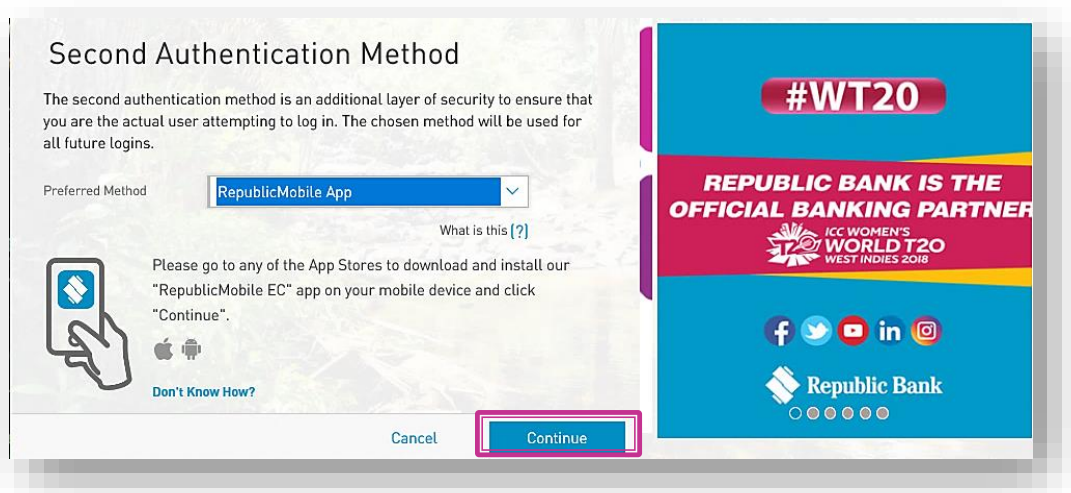 Second Authentication Method
The second authentication method is an additional layer of security to ensure that
you are the actual user attempting to log in. The chosen method will be used for
all future logins.
Preferred Method
RepublicMobile App
What is this (?)
Please go to any of the App Stores to download and install our
"RepublicMobile EC" app on your mobile device and click
"Continue".
Don't Know How?
Cancel
Continue
#WT20
REPUBLIC BANK IS THE
OFFICIAL BANKING PARTNER
T20
ICC WOMEN'S
WORLD T20
WEST INDIES 2018
Republic Bank